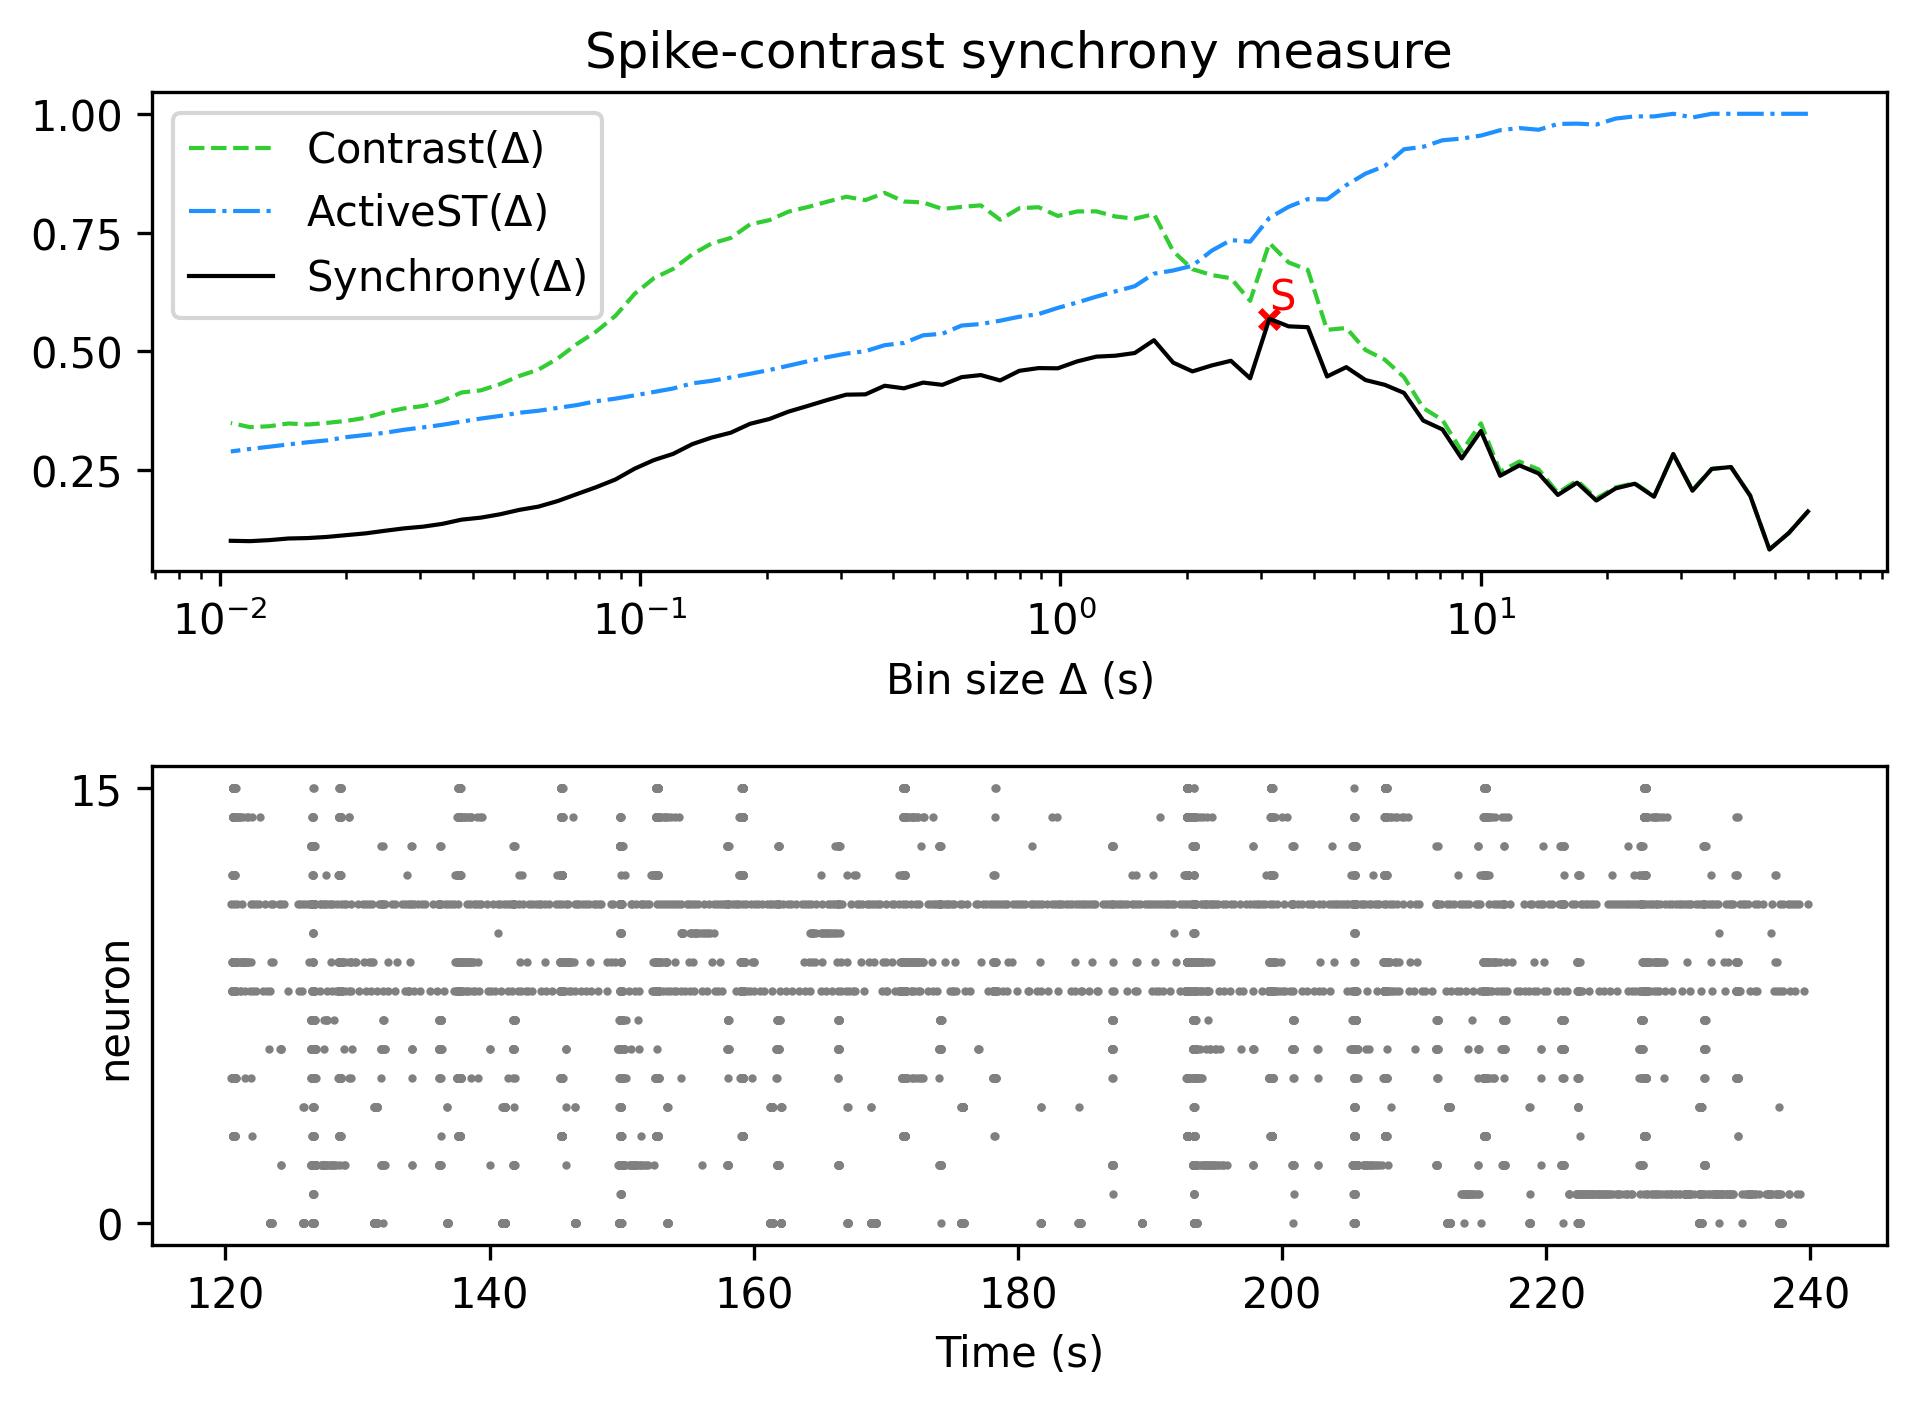 Spike-contrast synchrony measure
1.00
0.75
0.50
0.25
Contrast(Δ)
ActiveST(Δ)
Synchrony(Δ)
S
10⁻² 10⁻¹ 10⁰ 10¹
Bin size Δ (s)
15
0
neuron
120 140 160 180 200 220 240
Time (s)